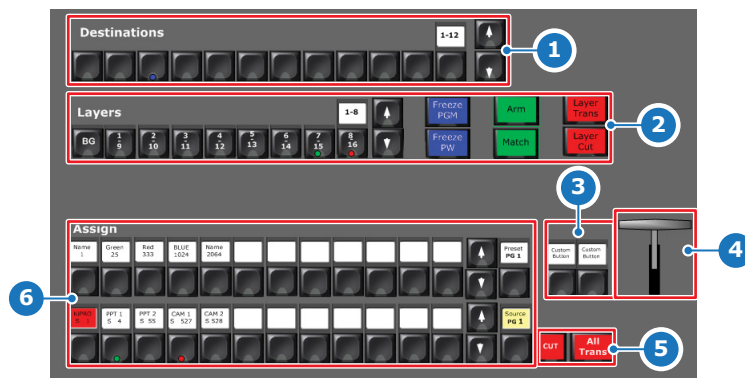 Destinations
1-12
1
Layers
1-8
Freeze PGM
Arm
Layer Trans
2
BG
1 - 9
2 - 10
3 - 11
4 - 12
5 - 13
6 - 14
7 - 15
8 - 16
Freeze PW
Match
Layer Cut
3
Assign
Name 1
Green 25
Red 333
BLUE 1024
Name 2064
Preset PG 1
Custom Button
Custom Button
4
6
S 1
PPT 1 S 4
PPT 2 S 55
CAM 1 S 527
CAM 2 S 528
Source PG 1
CUT
All Trans
5